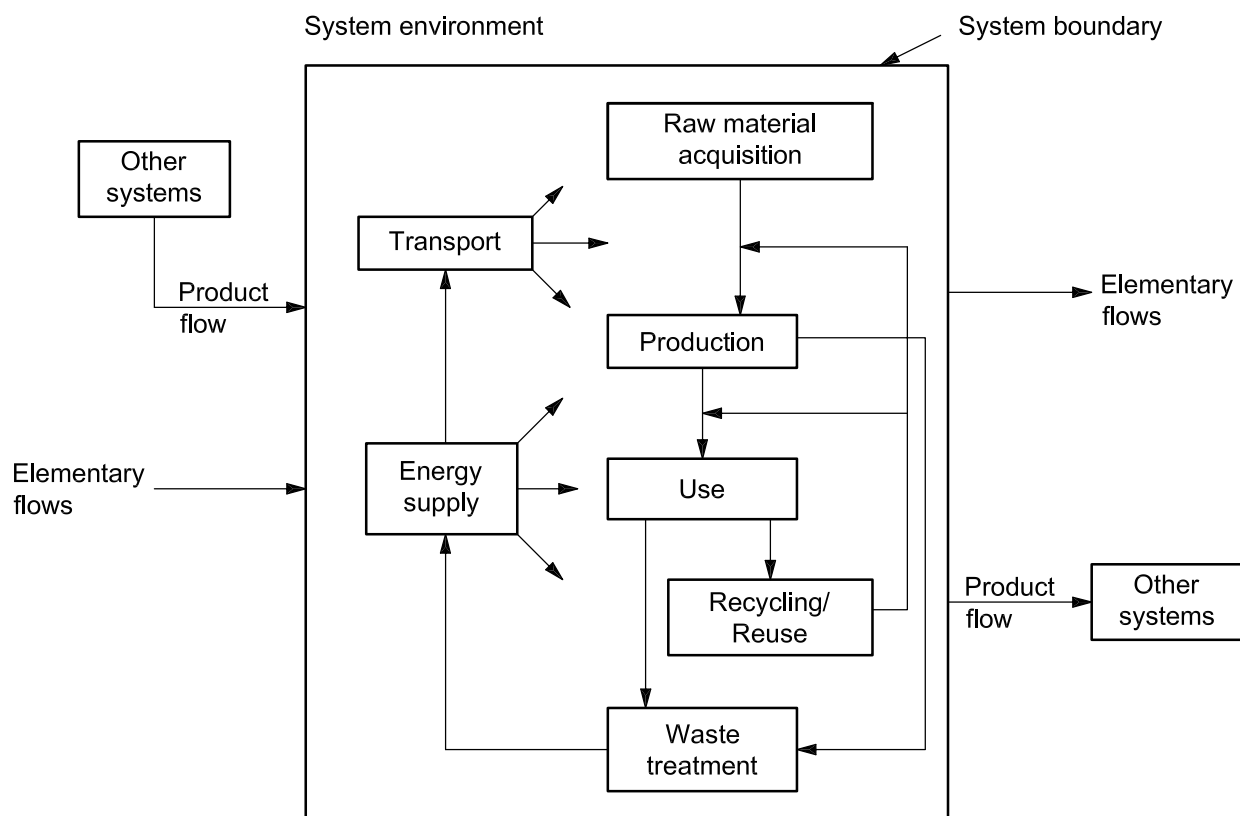 System environment
System boundary
Raw material
acquisition
Other
systems
Transport
Product
flow
Elementary
flows
Production
Energy
supply
Elementary
flows
Use
Recycling/
Reuse
Product
flow
Other
systems
Waste
treatment